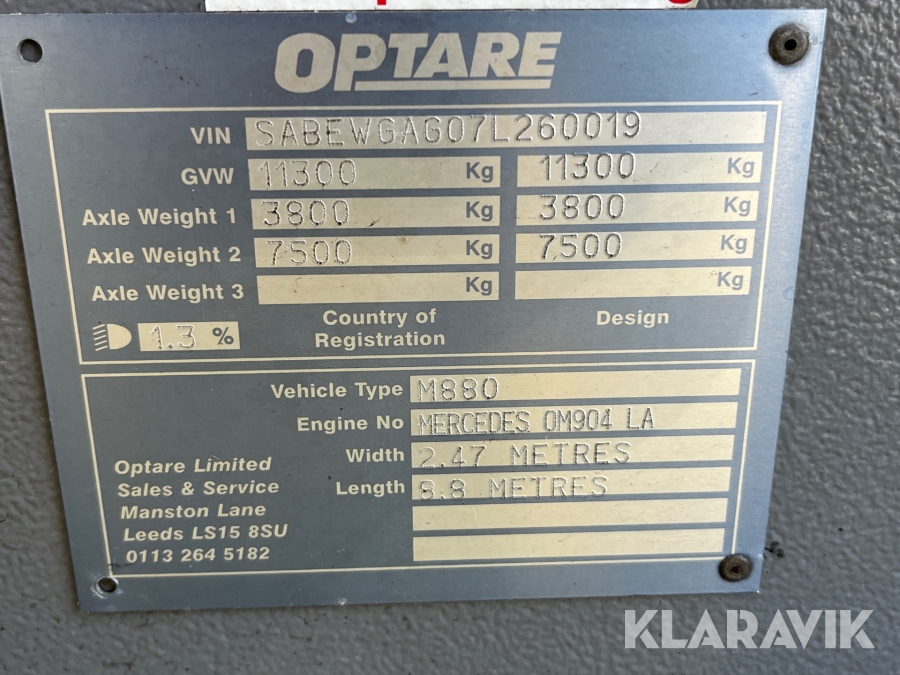 OPTARE
VIN SABEWGAG07L260019
GVW 11300 Kg 11300 Kg
Axle Weight 1 3800 Kg 3800 Kg
Axle Weight 2 7500 Kg 7500 Kg
Axle Weight 3 Kg Kg
1.3 % Country of Registration Design
Vehicle Type M880
Engine No MERCEDES OM904 LA
Width 2.47 METRES
Length 8.8 METRES
Optare Limited
Sales & Service
Manston Lane
Leeds LS15 8SU
0113 264 5182
KLARAVIK